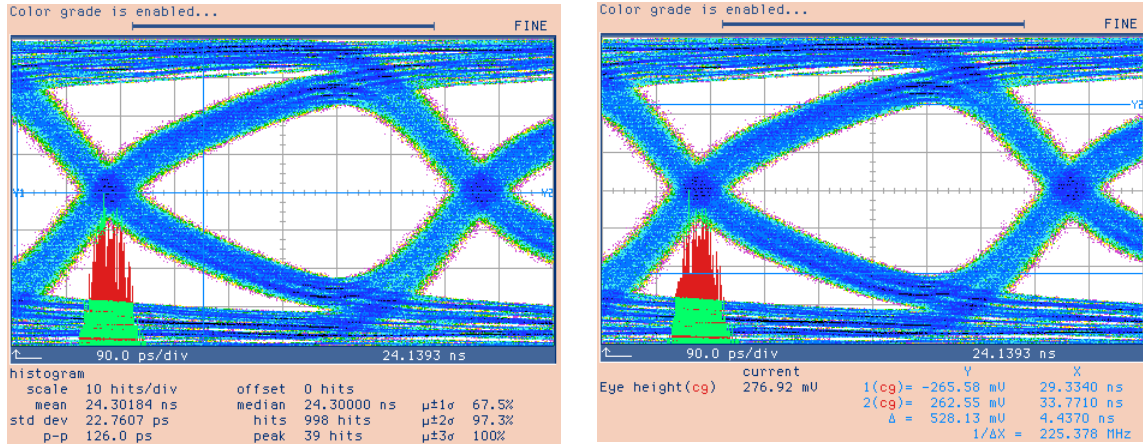 Color grade is enabled...
FINE
Y1
Y2
90.0 ps/div 24.1393 ns
histogram
scale 10 hits/div offset 0 hits
mean 24.30184 ns median 24.30000 ns µ±1σ 67.5%
std dev 22.7607 ps hits 998 hits µ±2σ 97.3%
p-p 126.0 ps peak 39 hits µ±3σ 100%
Color grade is enabled...
FINE
Y2
90.0 ps/div 24.1393 ns
current Y X
Eye height(cg) 276.92 mV 1(cg)= -265.58 mV 29.3340 ns
2(cg)= 262.55 mV 33.7710 ns
Δ = 528.13 mV 4.4370 ns
1/ΔX = 225.378 MHz